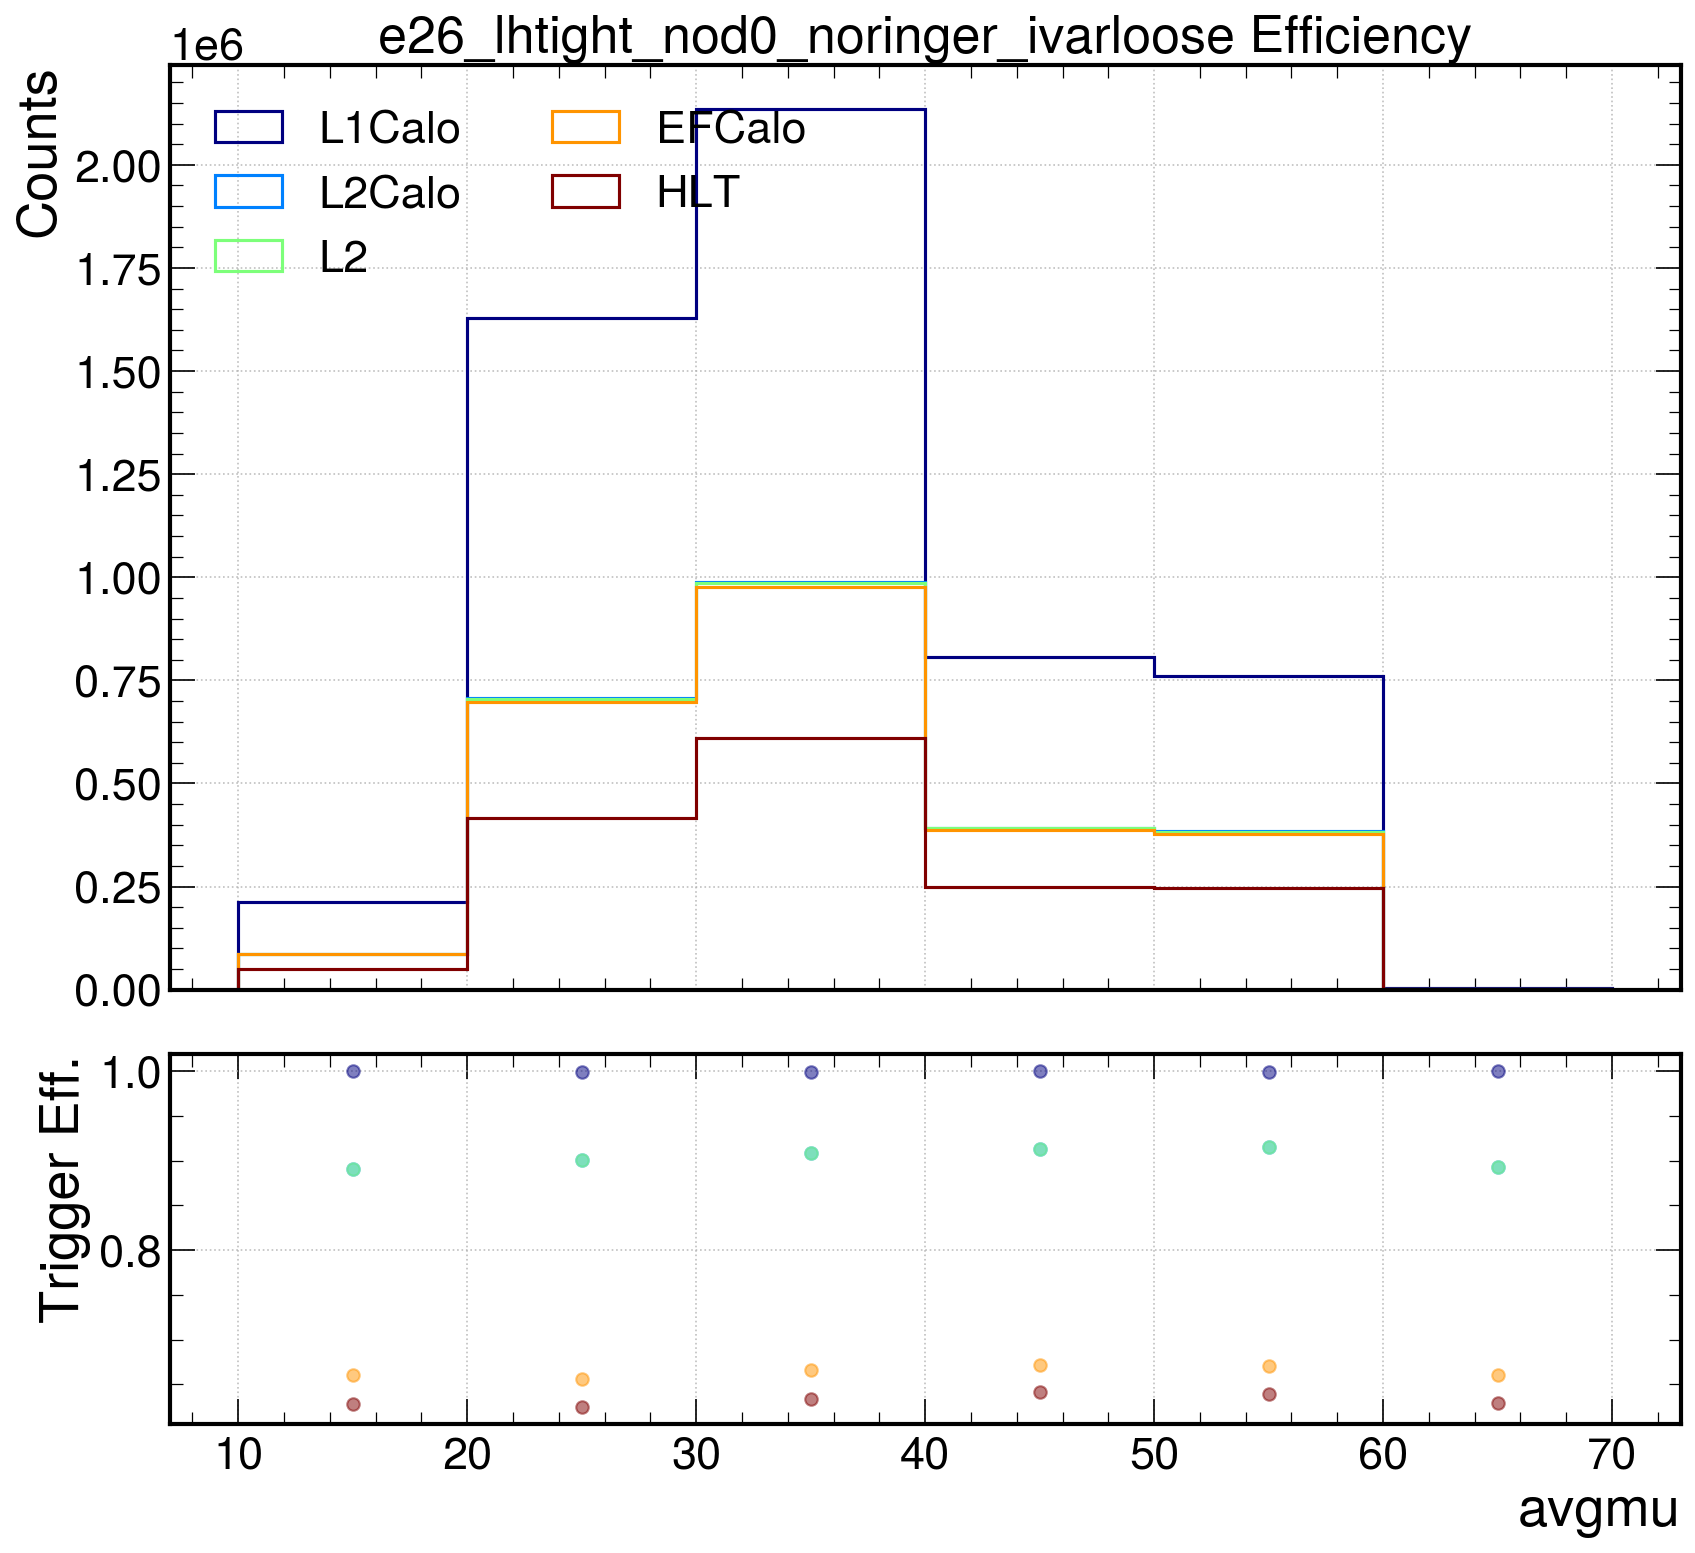 e26_lhtight_nod0_noringer_ivarloose Efficiency
1e6
Counts
L1Calo
L2Calo
L2
EFCalo
HLT
2.00
1.75
1.50
1.25
1.00
0.75
0.50
0.25
0.00
Trigger Eff.
1.0
0.8
10 20 30 40 50 60 70
avgmu